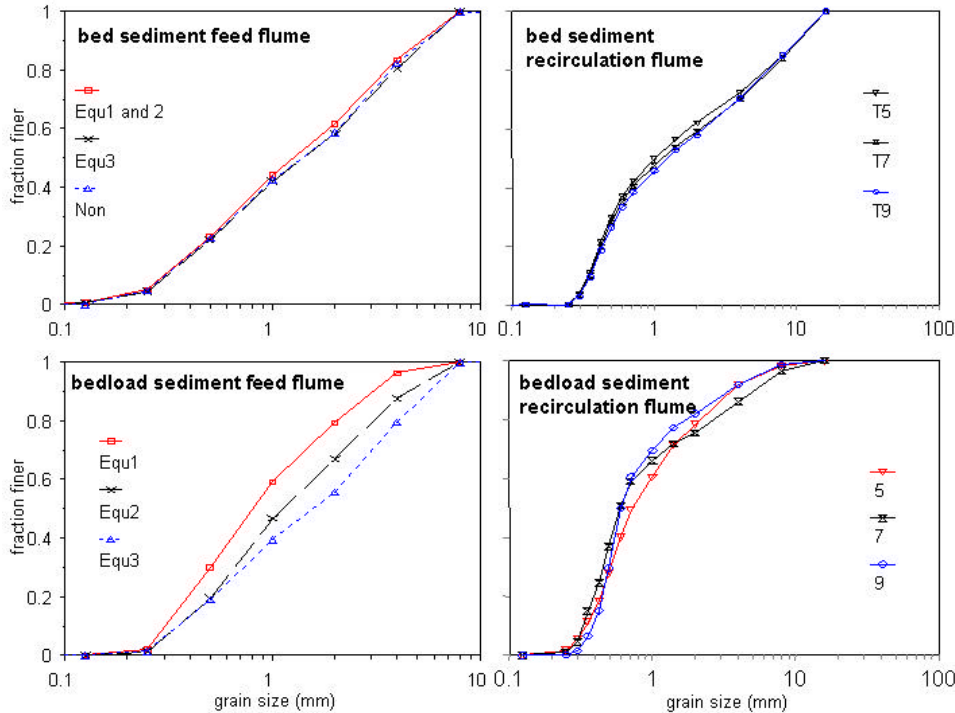 bed sediment feed flume
fraction finer
1
0.8
0.6
0.4
0.2
0
Equ1 and 2
Equ3
Non
0.1
1
10
bed sediment
recirculation flume
T5
T7
T9
0.1
1
10
100
bedload sediment feed flume
fraction finer
1
0.8
0.6
0.4
0.2
0
Equ1
Equ2
Equ3
0.1
1
10
grain size (mm)
bedload sediment
recirculation flume
5
7
9
0.1
1
10
100
grain size (mm)